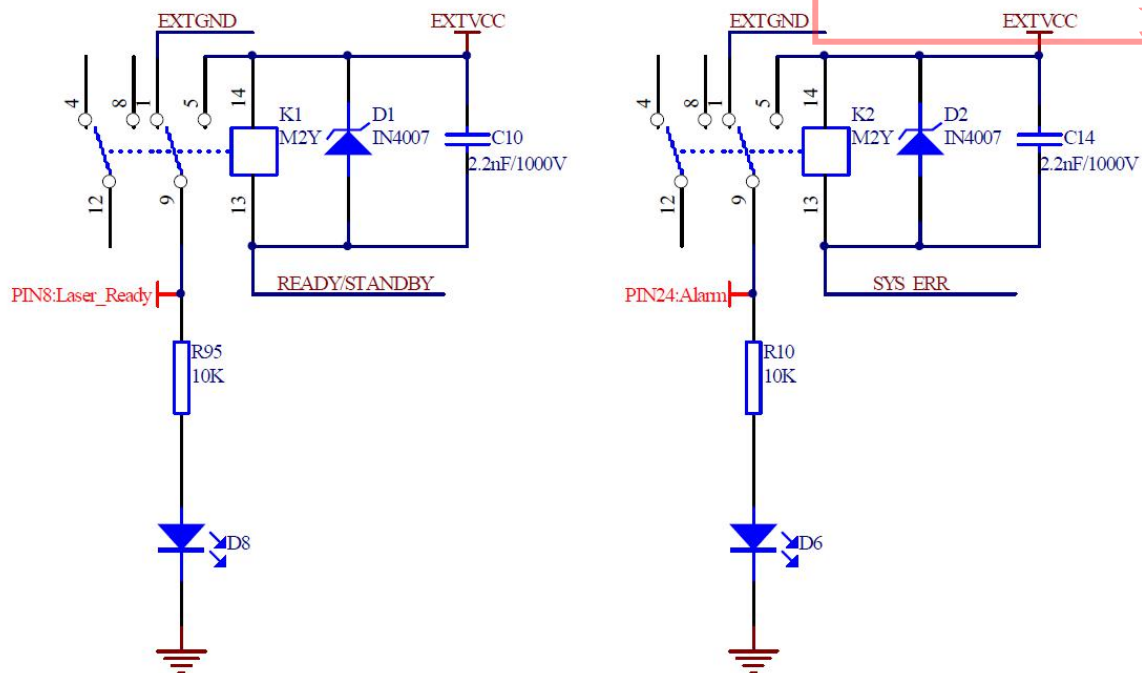 EXTGND
EXTVCC
4
8
1
5
14
K1
M2Y
D1
IN4007
C10
2.2nF/1000V
12
9
13
READY/STANDBY
PIN8:Laser_Ready
R95
10K
D8
EXTGND
EXTVCC
4
8
1
5
14
K2
M2Y
D2
IN4007
C14
2.2nF/1000V
12
9
13
SYS_ERR
PIN24:Alarm
R10
10K
D6